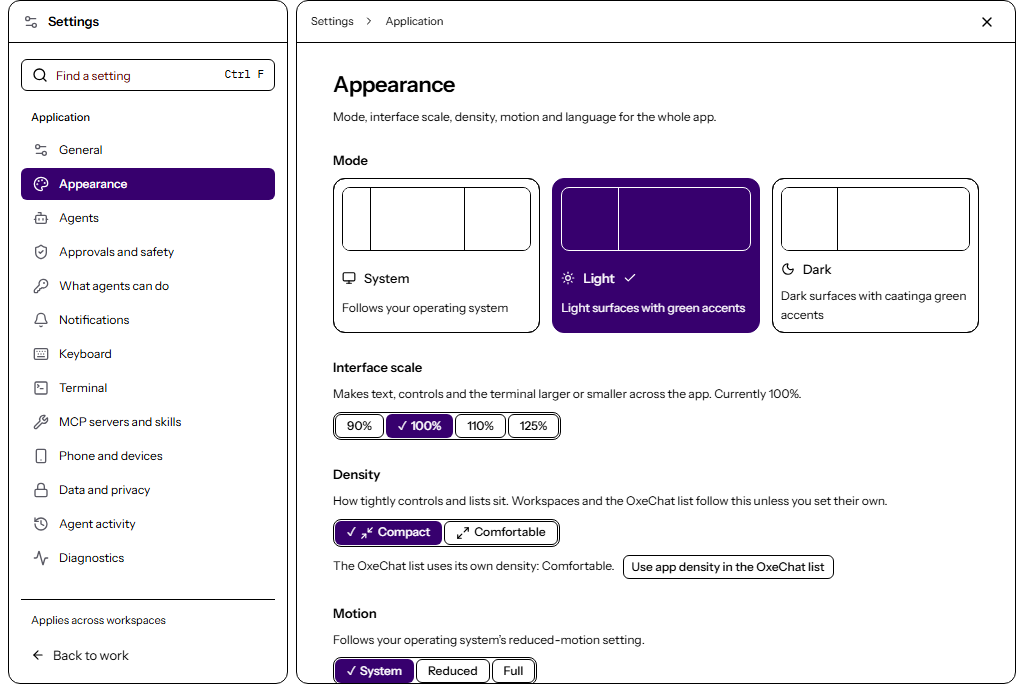 Settings
Find a setting
Ctrl F
Application
General
Appearance
Agents
Approvals and safety
What agents can do
Notifications
Keyboard
Terminal
MCP servers and skills
Phone and devices
Data and privacy
Agent activity
Diagnostics
Applies across workspaces
Back to work
Settings > Application
Appearance
Mode, interface scale, density, motion and language for the whole app.
Mode
System
Follows your operating system
Light
Light surfaces with green accents
Dark
Dark surfaces with caatinga green
accents
Interface scale
Makes text, controls and the terminal larger or smaller across the app. Currently 100%.
90% ✓ 100% 110% 125%
Density
How tightly controls and lists sit. Workspaces and the OxeChat list follow this unless you set their own.
✓ Compact Comfortable
The OxeChat list uses its own density: Comfortable. Use app density in the OxeChat list
Motion
Follows your operating system's reduced-motion setting.
✓ System Reduced Full